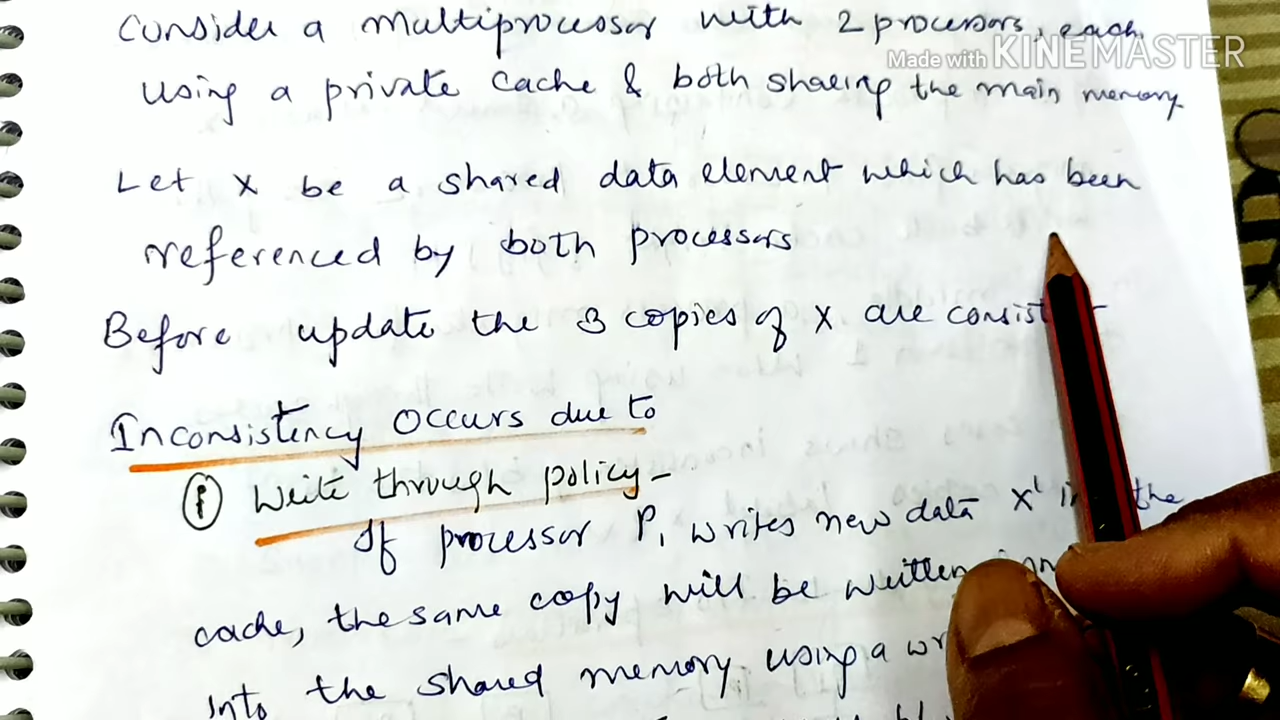 Consider a multiprocessor with 2 processors, each
Made with KINEMASTER
using a private cache & both sharing the main memory
Let X be a shared data element which has been
referenced by both processors
Before update the 3 copies of X are
Inconsistency Occurs due to
① Write through policy -
If processor P1 writes new data X' the
cache, the same copy will be written
into the shared memory using a